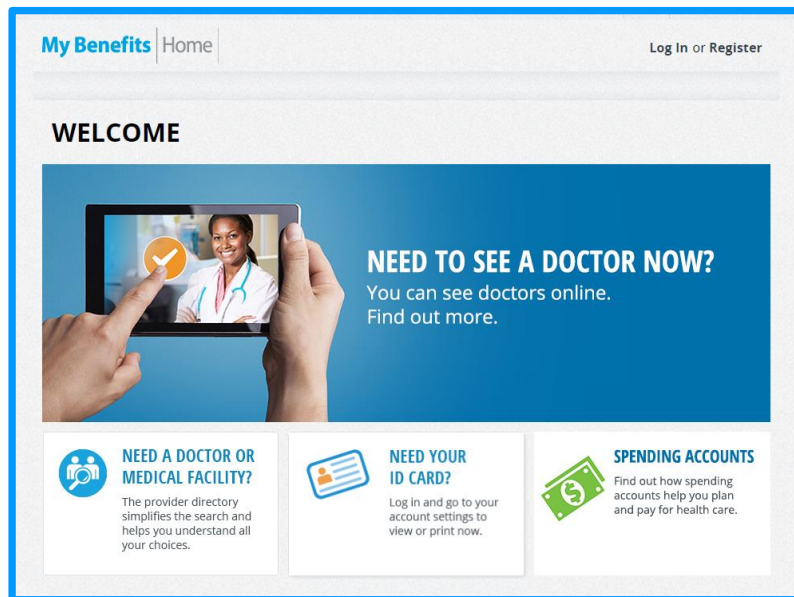 My Benefits Home
Log In or Register
WELCOME
NEED TO SEE A DOCTOR NOW?
You can see doctors online.
Find out more.
NEED A DOCTOR OR
MEDICAL FACILITY?
The provider directory
simplifies the search and
helps you understand all
your choices.
NEED YOUR
ID CARD?
Log in and go to your
account settings to
view or print now.
SPENDING ACCOUNTS
Find out how spending
accounts help you plan
and pay for health care.